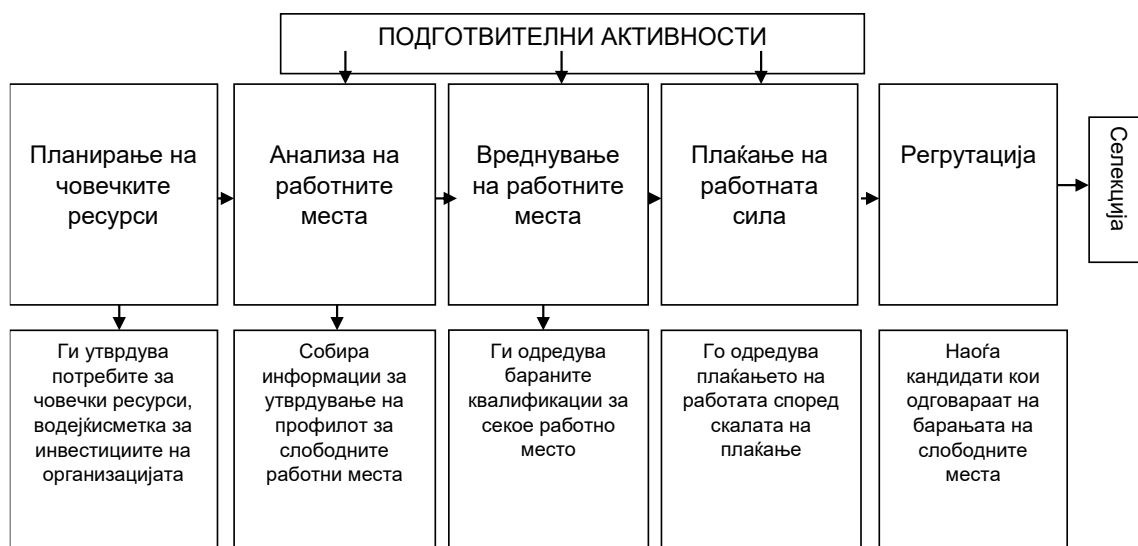 ПОДГОТВИТЕЛНИ АКТИВНОСТИ
Планирање на
човечките
ресурси
Анализа на
работните
места
Вреднување
на работните
места
Плаќање на
работната
сила
Регрутација
Селекција
Ги утврдува
потребите за
човечки ресурси,
водејќисметка за
инвестициите на
организацијата
Собира
информации за
утврдување на
профилот за
слободните
работни места
Ги одредува
бараните
квалификации за
секое работно
место
Го одредува
плаќањето на
работата според
скалата на
плаќање
Наоѓа
кандидати кои
одговараат на
барањата на
слободните
места